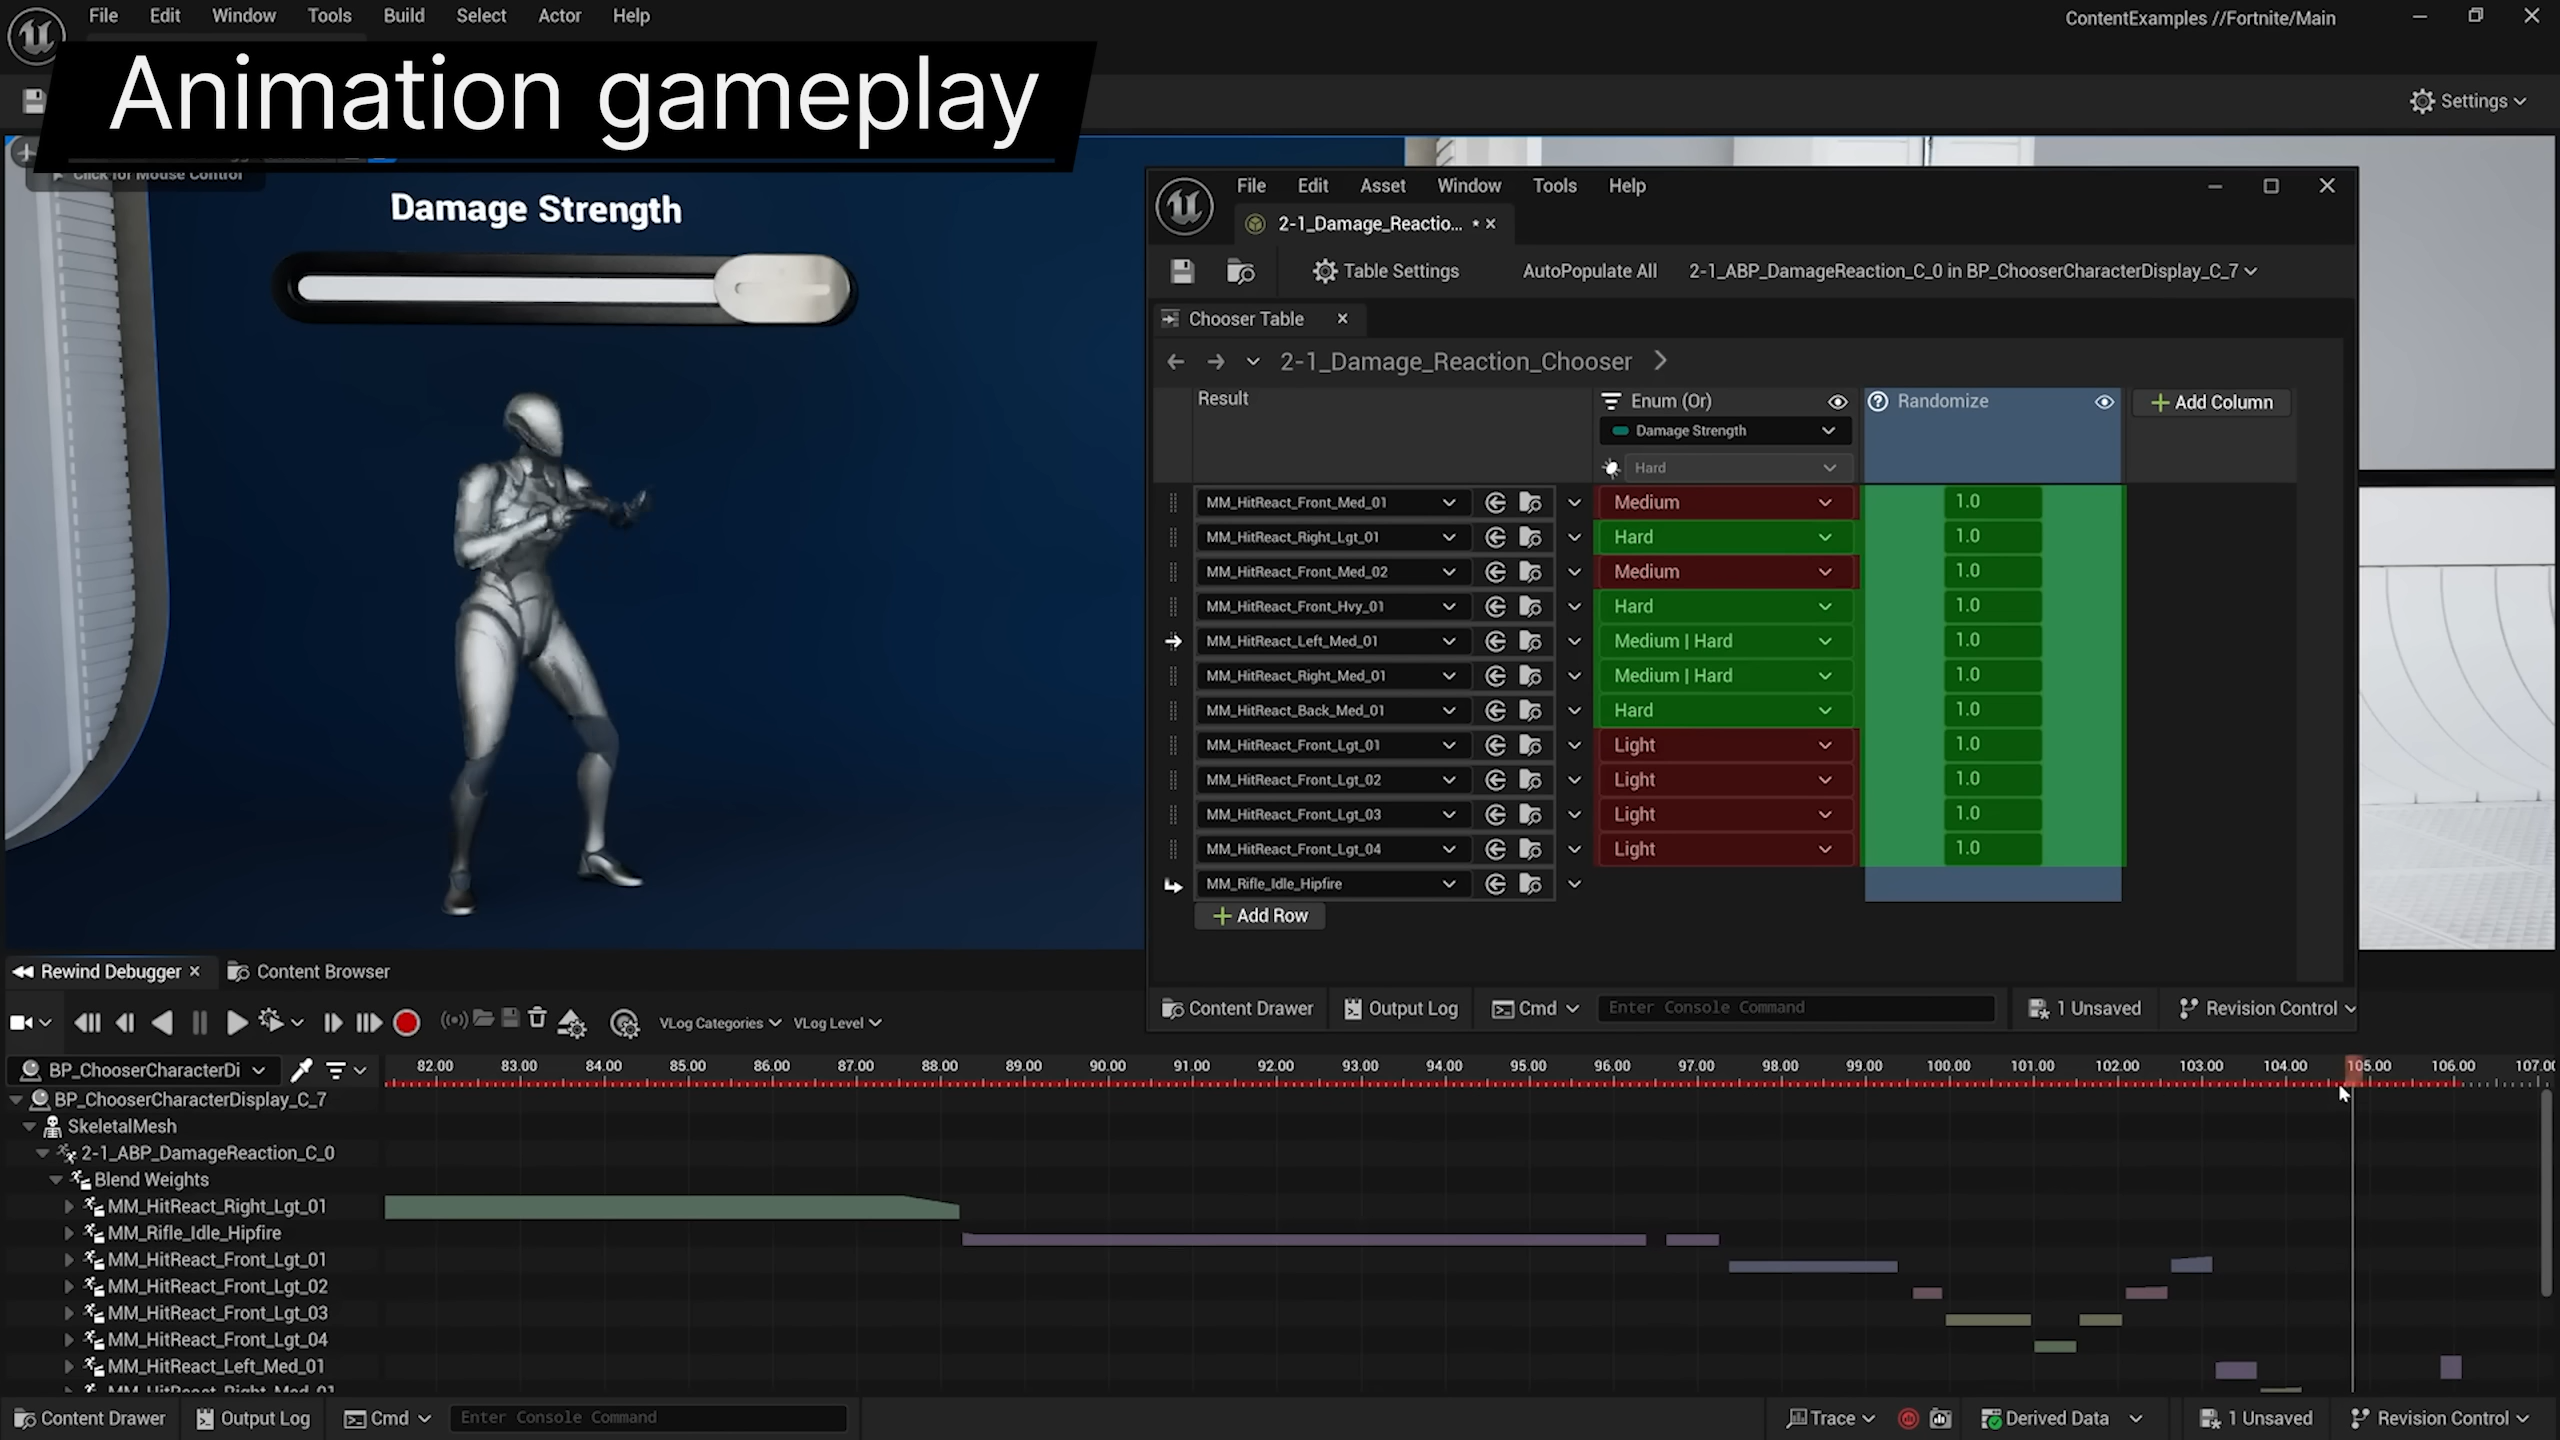 File Edit Window Tools Build Select Actor Help
ContentExamples //Fortnite/Main
Animation gameplay
Settings
Click for Mouse Control
Damage Strength
File Edit Asset Window Tools Help
2-1_Damage_Reactio... *
Table Settings AutoPopulate All 2-1_ABP_DamageReaction_C_0 in BP_ChooserCharacterDisplay_C_7
Chooser Table
2-1_Damage_Reaction_Chooser
Result Enum (Or) Randomize Add Column
Damage Strength
Hard
MM_HitReact_Front_Med_01 Medium 1.0
MM_HitReact_Right_Lgt_01 Hard 1.0
MM_HitReact_Front_Med_02 Medium 1.0
MM_HitReact_Front_Hvy_01 Hard 1.0
MM_HitReact_Left_Med_01 Medium | Hard 1.0
MM_HitReact_Right_Med_01 Medium | Hard 1.0
MM_HitReact_Back_Med_01 Hard 1.0
MM_HitReact_Front_Lgt_01 Light 1.0
MM_HitReact_Front_Lgt_02 Light 1.0
MM_HitReact_Front_Lgt_03 Light 1.0
MM_HitReact_Front_Lgt_04 Light 1.0
MM_Rifle_Idle_Hipfire
Add Row
Content Drawer Output Log Cmd Enter Console Command 1 Unsaved Revision Control
Rewind Debugger Content Browser
VLog Categories VLog Level
BP_ChooserCharacterDi 82.00 83.00 84.00 85.00 86.00 87.00 88.00 89.00 90.00 91.00 92.00 93.00 94.00 95.00 96.00 97.00 98.00 99.00 100.00 101.00 102.00 103.00 104.00 105.00 106.00 107.0
BP_ChooserCharacterDisplay_C_7
SkeletalMesh
2-1_ABP_DamageReaction_C_0
Blend Weights
MM_HitReact_Right_Lgt_01
MM_Rifle_Idle_Hipfire
MM_HitReact_Front_Lgt_01
MM_HitReact_Front_Lgt_02
MM_HitReact_Front_Lgt_03
MM_HitReact_Front_Lgt_04
MM_HitReact_Left_Med_01
MM_HitReact_Right_Med_01
Content Drawer Output Log Cmd Enter Console Command Trace Derived Data 1 Unsaved Revision Control